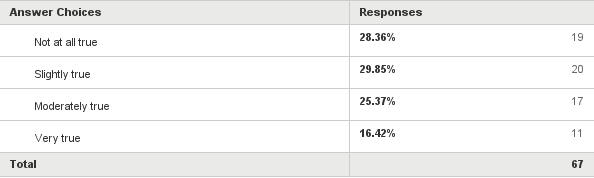 Answer Choices Responses
Not at all true 28.36% 19
Slightly true 29.85% 20
Moderately true 25.37% 17
Very true 16.42% 11
Total 67